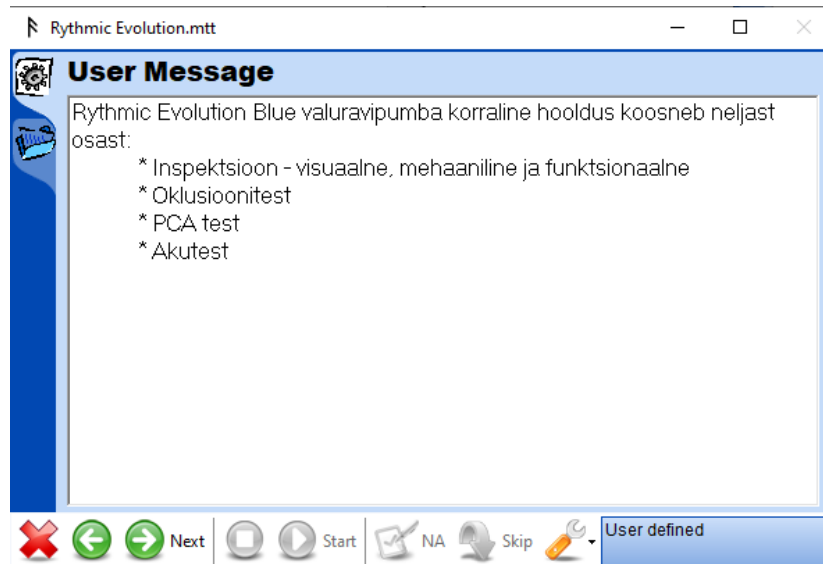 Rythmic Evolution.mtt
User Message
Rythmic Evolution Blue valuravipumba korraline hooldus koosneb neljast
osast:
* Inspektsioon - visuaalne, mehaaniline ja funktsionaalne
* Oklusioonitest
* PCA test
* Akutest
Next Start NA Skip User defined